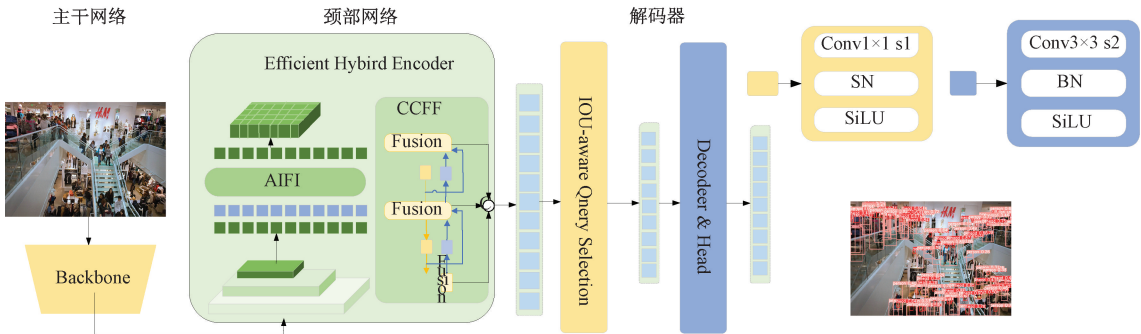 主干网络
颈部网络
解码器
Efficient Hybird Encoder
CCFF
Fusion
Fusion
Fusion
AIFI
Backbone
IOU-aware Qnery Selection
Decodeer & Head
Conv1×1 s1
SN
SiLU
Conv3×3 s2
BN
SiLU
H&M
H&M